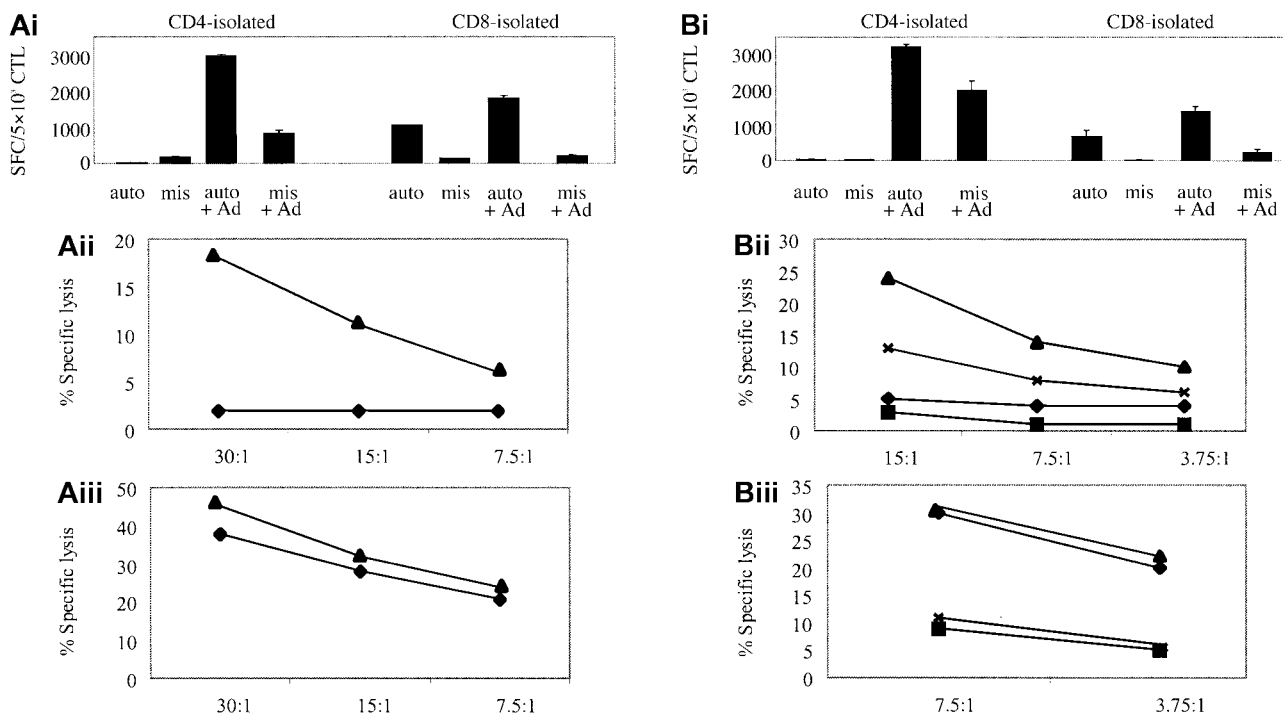 Ai
CD4-isolated
CD8-isolated
SFC/5×10⁵ CTL
3000
2000
1000
0
auto
mis
auto + Ad
mis + Ad
auto
mis
auto + Ad
mis + Ad
Bi
CD4-isolated
CD8-isolated
3000
2000
1000
0
auto
mis
auto + Ad
mis + Ad
auto
mis
auto + Ad
mis + Ad
Aii
% Specific lysis
20
15
10
5
0
30:1
15:1
7.5:1
Bii
% Specific lysis
30
25
20
15
10
5
0
15:1
7.5:1
3.75:1
Aiii
% Specific lysis
50
40
30
20
10
0
30:1
15:1
7.5:1
Biii
% Specific lysis
35
30
25
20
15
10
5
0
7.5:1
3.75:1